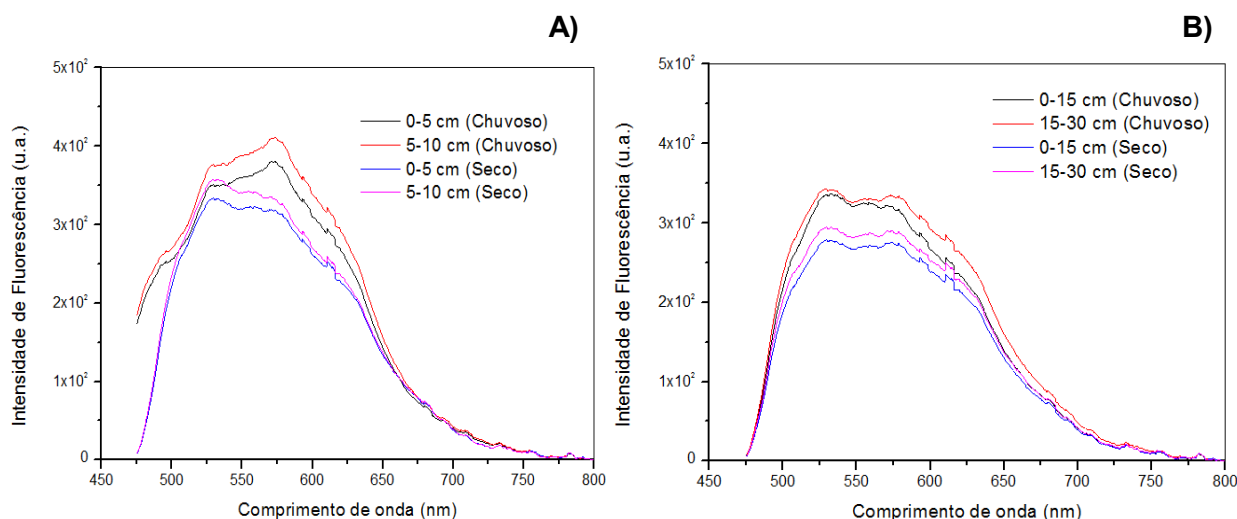 A)
5x10²
4x10²
3x10²
2x10²
1x10²
0
Intensidade de Fluorescência (u.a.)
0-5 cm (Chuvoso)
5-10 cm (Chuvoso)
0-5 cm (Seco)
5-10 cm (Seco)
450 500 550 600 650 700 750 800
Comprimento de onda (nm)
B)
5x10²
4x10²
3x10²
2x10²
1x10²
0
Intensidade de Fluorescência (u.a.)
0-15 cm (Chuvoso)
15-30 cm (Chuvoso)
0-15 cm (Seco)
15-30 cm (Seco)
450 500 550 600 650 700 750 800
Comprimento de onda (nm)